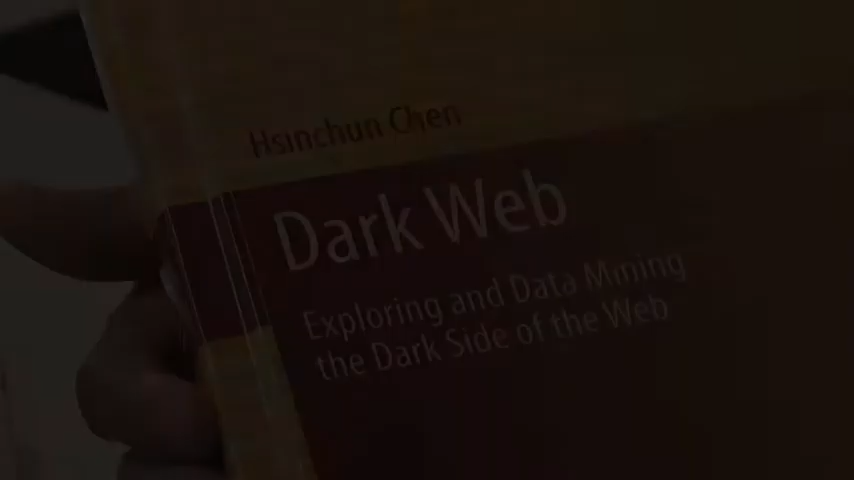 Hsinchun Chen
Dark Web
Exploring and Data Mining
the Dark Side of the Web